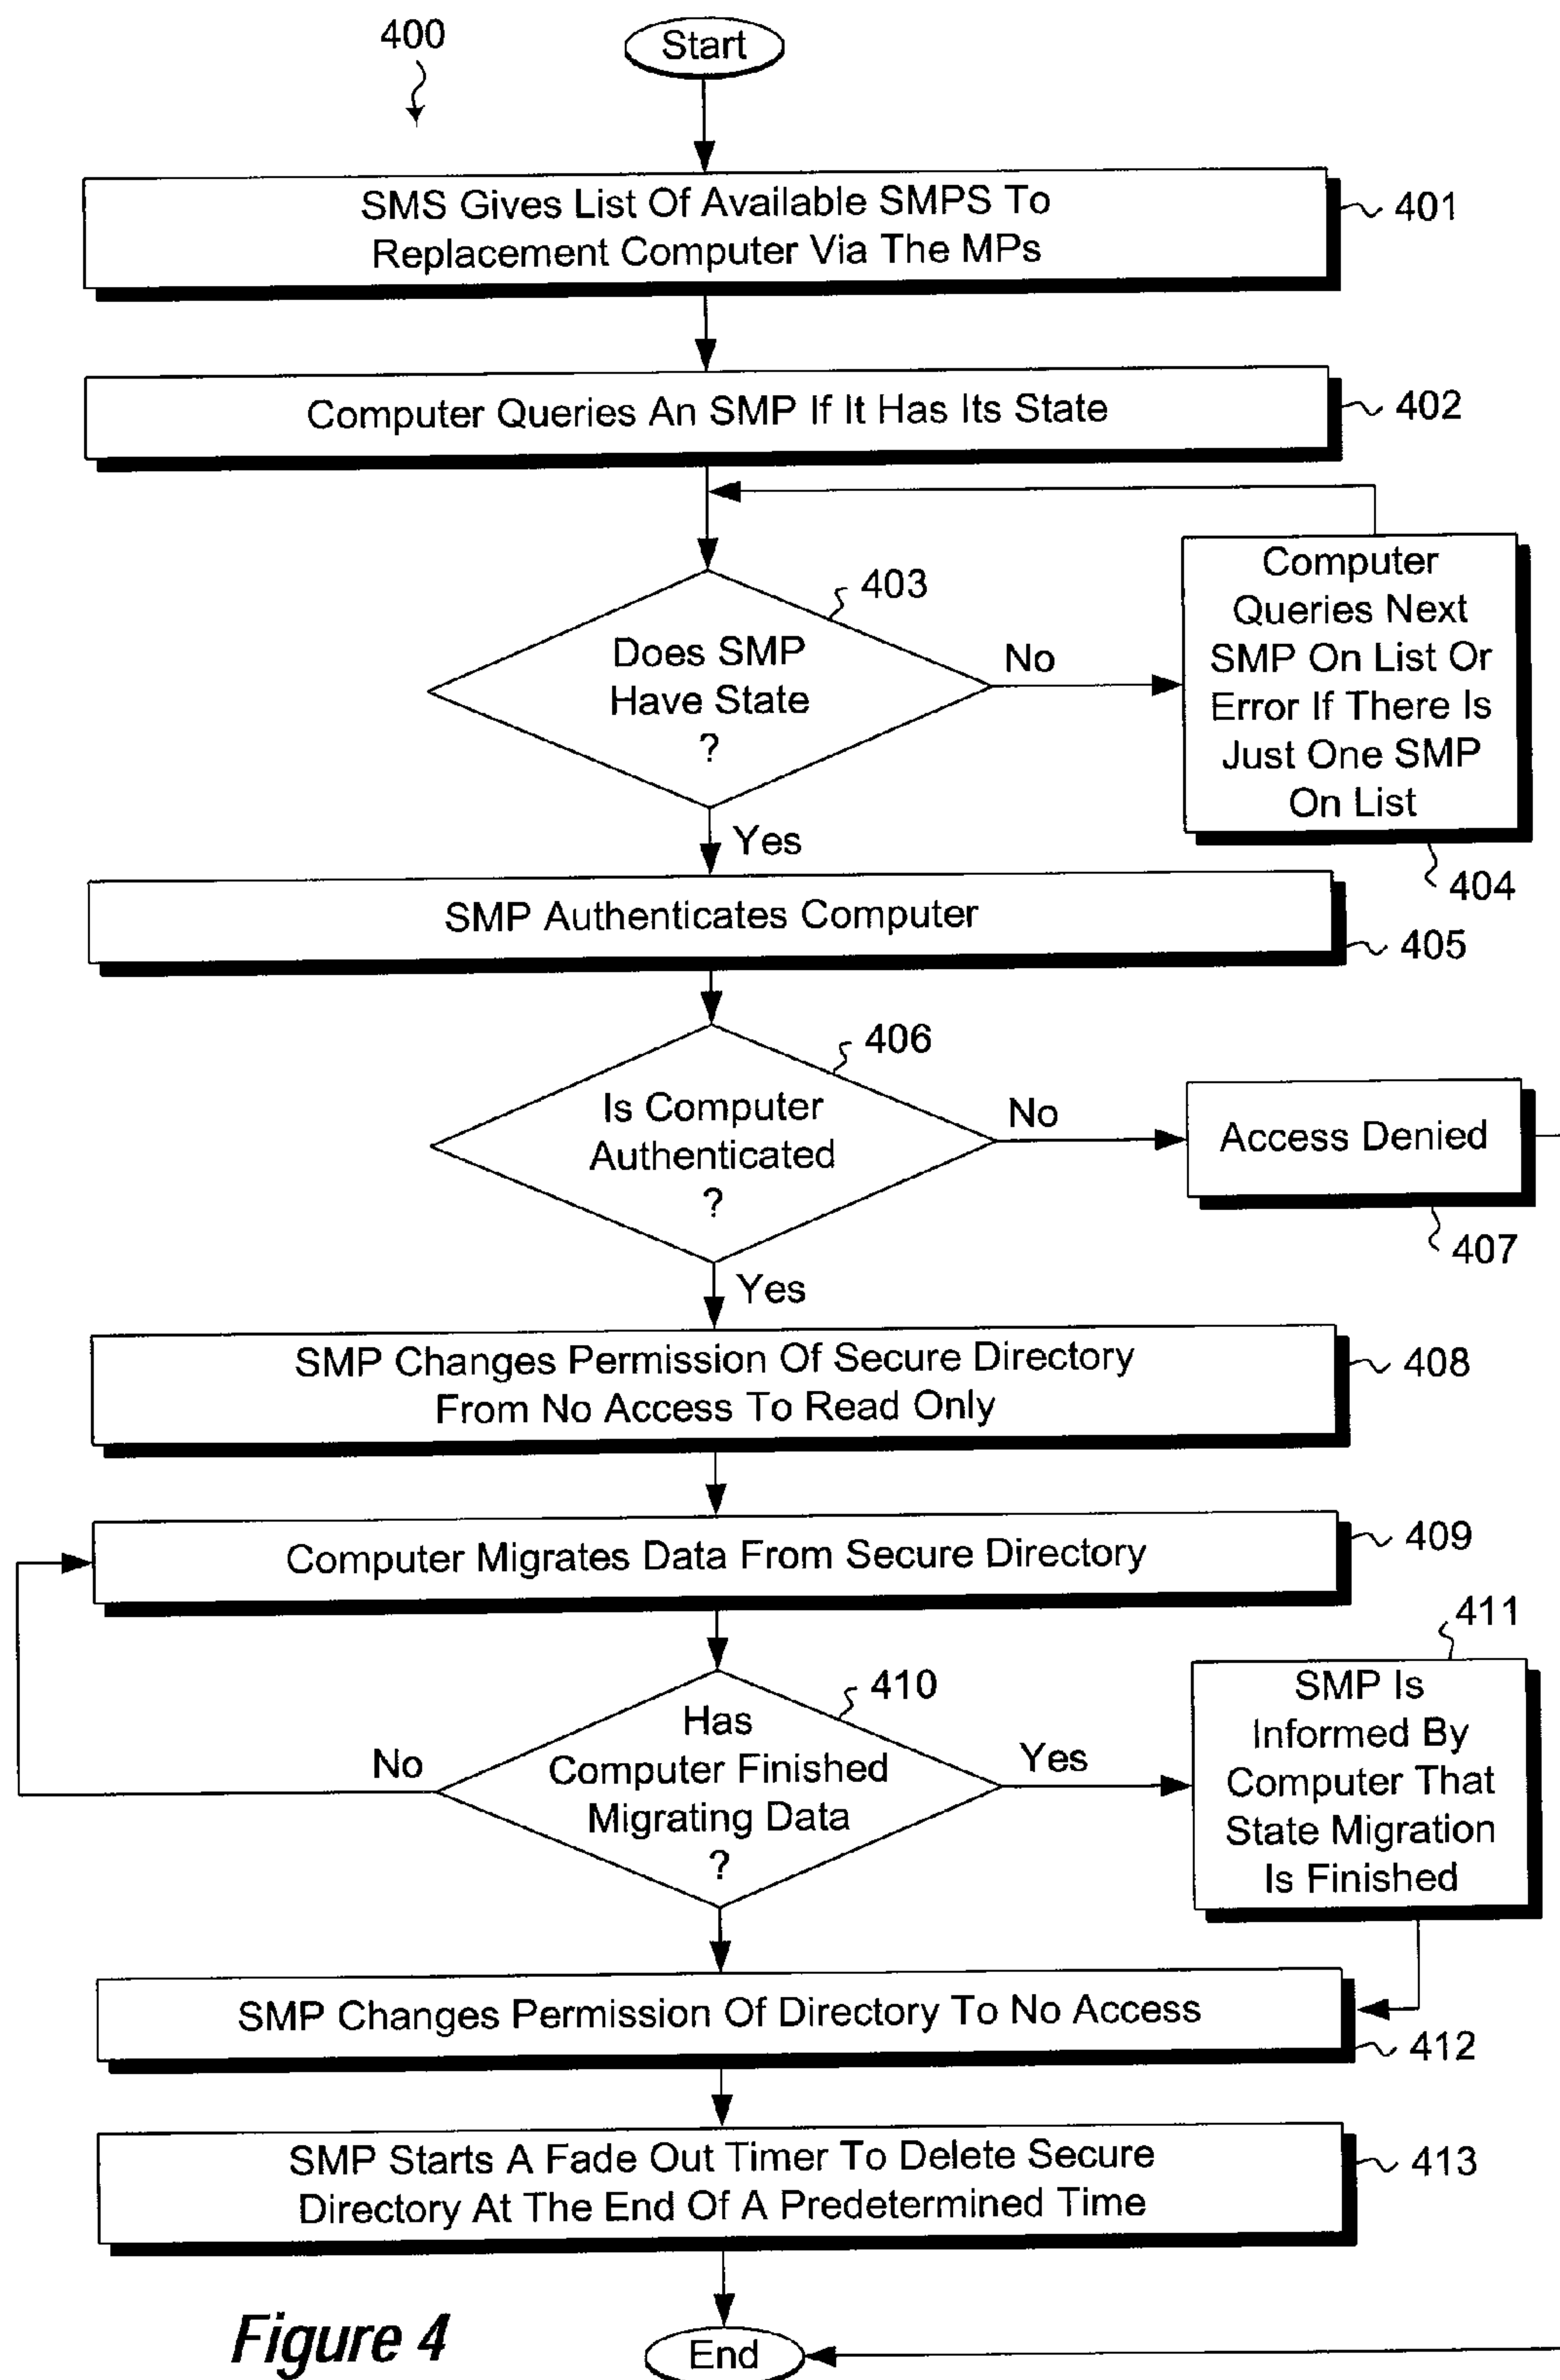 400
Start
SMS Gives List Of Available SMPS To
Replacement Computer Via The MPs
401
Computer Queries An SMP If It Has Its State
402
403
Does SMP
Have State
?
No
Computer
Queries Next
SMP On List Or
Error If There Is
Just One SMP
On List
404
Yes
SMP Authenticates Computer
405
406
Is Computer
Authenticated
?
No
Access Denied
407
Yes
SMP Changes Permission Of Secure Directory
From No Access To Read Only
408
Computer Migrates Data From Secure Directory
409
410
Has
Computer Finished
Migrating Data
?
No
Yes
411
SMP Is
Informed By
Computer That
State Migration
Is Finished
SMP Changes Permission Of Directory To No Access
412
SMP Starts A Fade Out Timer To Delete Secure
Directory At The End Of A Predetermined Time
413
Figure 4
End